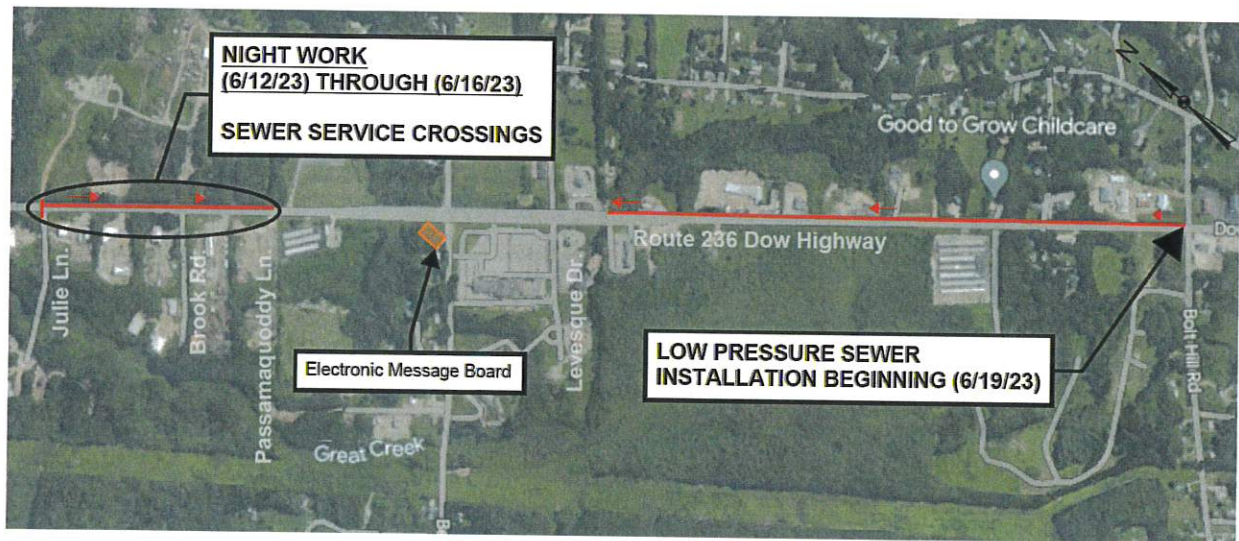 NIGHT WORK
(6/12/23) THROUGH (6/16/23)
SEWER SERVICE CROSSINGS
N
Good to Grow Childcare
Route 236 Dow Highway
Julie Ln.
Brook Rd.
Passamaquoddy Ln.
Levesque Dr.
Bolt Hill Rd
Electronic Message Board
LOW PRESSURE SEWER
INSTALLATION BEGINNING (6/19/23)
Great Creek